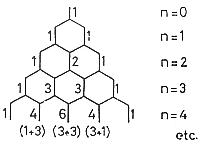 1 n=0
1 1 n=1
1 2 1 n=2
1 3 3 1 n=3
1 4 6 4 1 n=4
(1+3) (3+3) (3+1) etc.